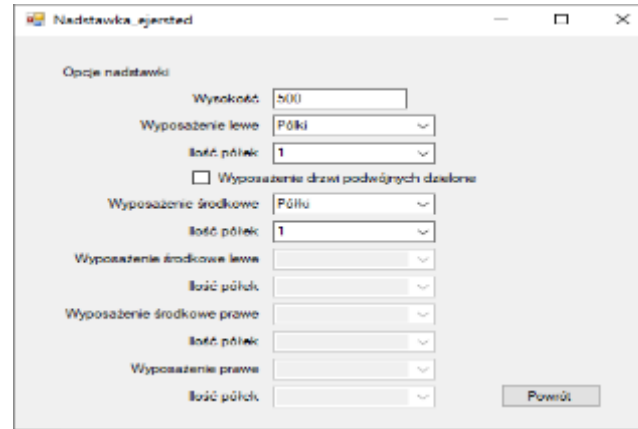 Nadstawka_ejersted
Opcje nadstawki
Wysokość 500
Wyposażenie lewe Półki
Ilość półek 1
Wyposażenie drzwi podwójnych dzielone
Wyposażenie środkowe Półki
Ilość półek 1
Wyposażenie środkowe lewe
Ilość półek
Wyposażenie środkowe prawe
Ilość półek
Wyposażenie prawe
Ilość półek
Powrót